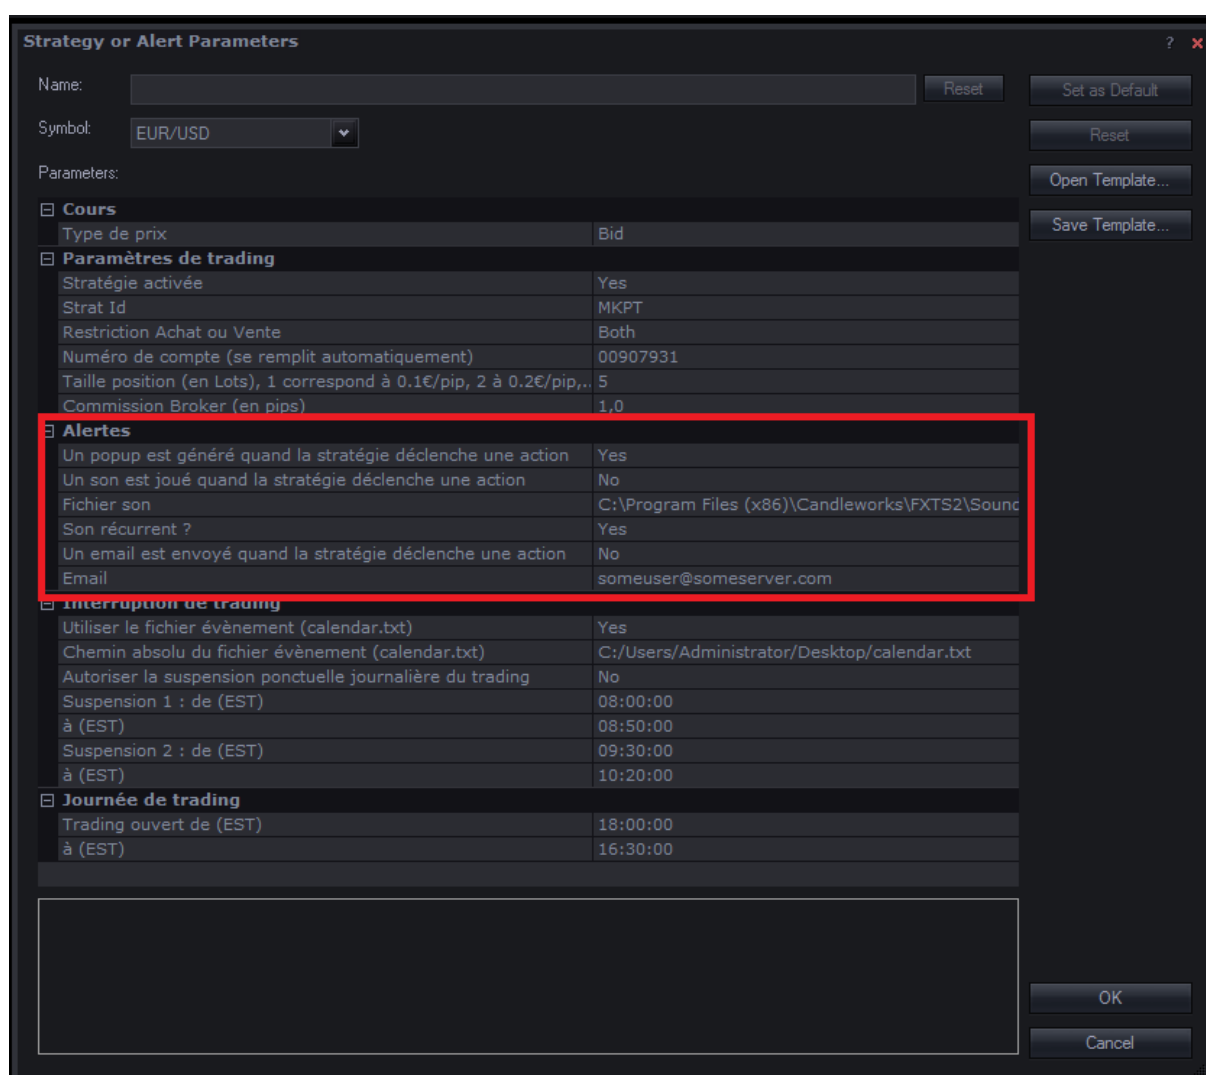 Strategy or Alert Parameters ?
Name: Reset Set as Default
Symbol: EUR/USD Reset
Parameters: Open Template...
Cours
Save Template...
Type de prix Bid
Paramètres de trading
Stratégie activée Yes
Strat Id MKPT
Restriction Achat ou Vente Both
Numéro de compte (se remplit automatiquement) 00907931
Taille position (en Lots), 1 correspond à 0.1€/pip, 2 à 0.2€/pip,.. 5
Commission Broker (en pips) 1,0
Alertes
Un popup est généré quand la stratégie déclenche une action Yes
Un son est joué quand la stratégie déclenche une action No
Fichier son C:\Program Files (x86)\Candleworks\FXTS2\Sound
Son récurrent ? Yes
Un email est envoyé quand la stratégie déclenche une action No
Email someuser@someserver.com
Interruption de trading
Utiliser le fichier évènement (calendar.txt) Yes
Chemin absolu du fichier évènement (calendar.txt) C:/Users/Administrator/Desktop/calendar.txt
Autoriser la suspension ponctuelle journalière du trading No
Suspension 1 : de (EST) 08:00:00
à (EST) 08:50:00
Suspension 2 : de (EST) 09:30:00
à (EST) 10:20:00
Journée de trading
Trading ouvert de (EST) 18:00:00
à (EST) 16:30:00
OK
Cancel